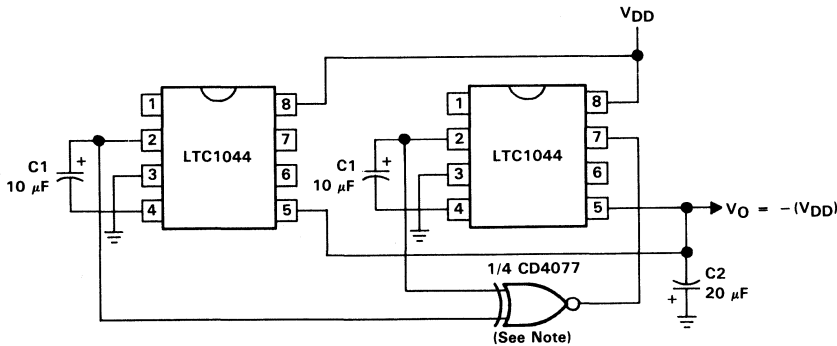 VDD
1
8
2
7
LTC1044
3
6
4
5
C1
10 μF
+
1
8
2
7
LTC1044
3
6
4
5
C1
10 μF
+
VO = −(VDD)
C2
20 μF
+
1/4 CD4077
(See Note)